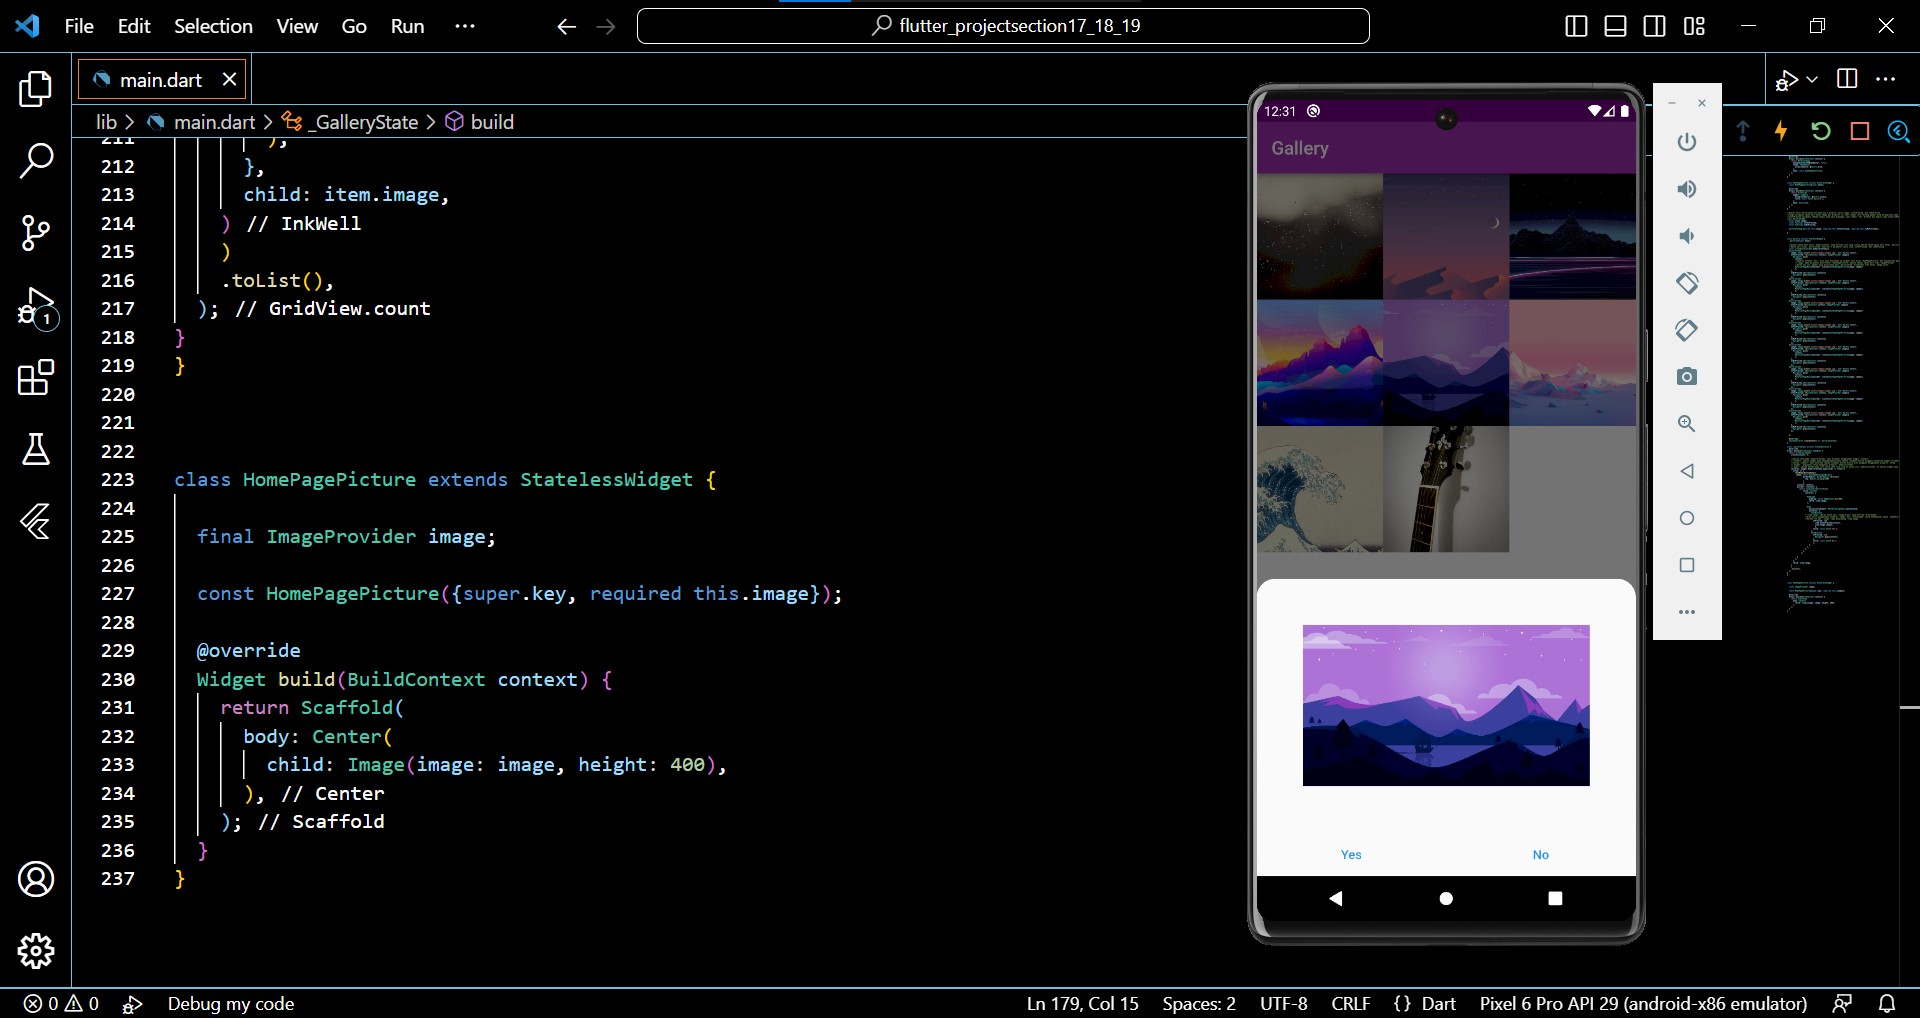 File Edit Selection View Go Run ···
flutter_projectsection17_18_19
main.dart
lib > main.dart > _GalleryState > build
211 ),
212 },
213 child: item.image,
214 ) // InkWell
215 )
216 .toList(),
217 ); // GridView.count
218 }
219 }
220
221
222
223 class HomePagePicture extends StatelessWidget {
224
225 final ImageProvider image;
226
227 const HomePagePicture({super.key, required this.image});
228
229 @override
230 Widget build(BuildContext context) {
231 return Scaffold(
232 body: Center(
233 child: Image(image: image, height: 400),
234 ), // Center
235 ); // Scaffold
236 }
237 }
1
12:31
Gallery
Yes No
0 0 Debug my code
Ln 179, Col 15 Spaces: 2 UTF-8 CRLF {} Dart Pixel 6 Pro API 29 (android-x86 emulator)